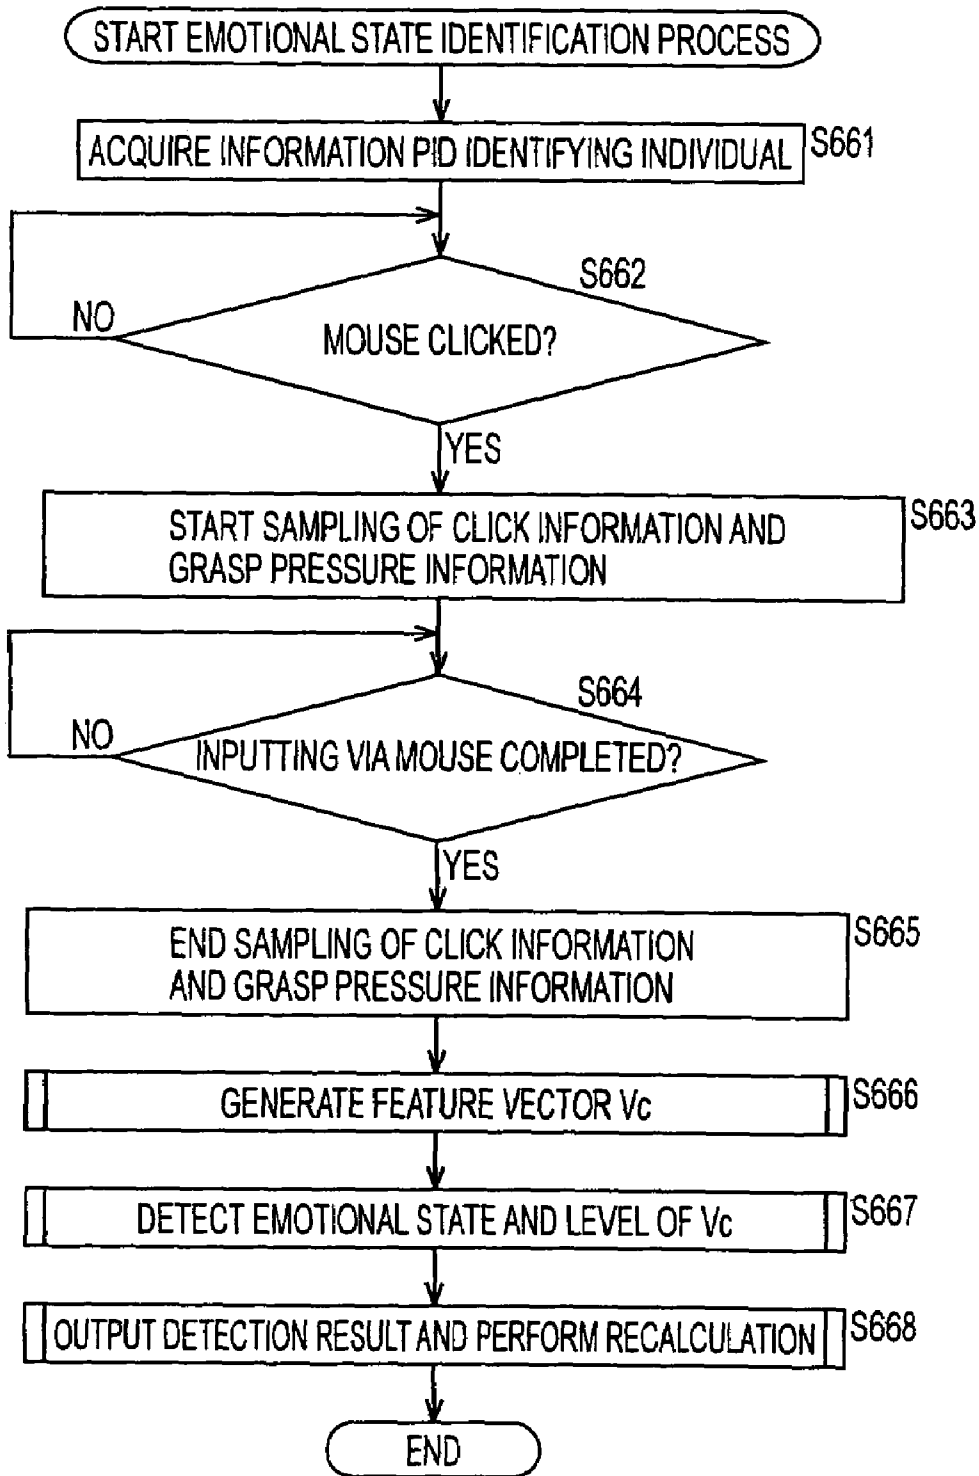 START EMOTIONAL STATE IDENTIFICATION PROCESS
ACQUIRE INFORMATION PID IDENTIFYING INDIVIDUAL
S661
S662
NO
MOUSE CLICKED?
YES
S663
START SAMPLING OF CLICK INFORMATION AND
GRASP PRESSURE INFORMATION
S664
NO
INPUTTING VIA MOUSE COMPLETED?
YES
S665
END SAMPLING OF CLICK INFORMATION
AND GRASP PRESSURE INFORMATION
GENERATE FEATURE VECTOR Vc
S666
DETECT EMOTIONAL STATE AND LEVEL OF Vc
S667
OUTPUT DETECTION RESULT AND PERFORM RECALCULATION
S668
END